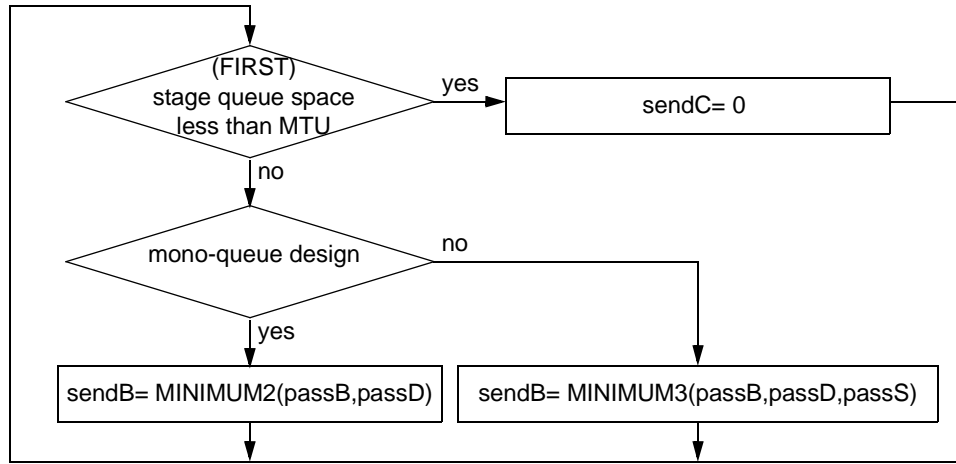 (FIRST)
stage queue space
less than MTU
yes
sendC= 0
no
mono-queue design
no
yes
sendB= MINIMUM2(passB,passD)
sendB= MINIMUM3(passB,passD,passS)